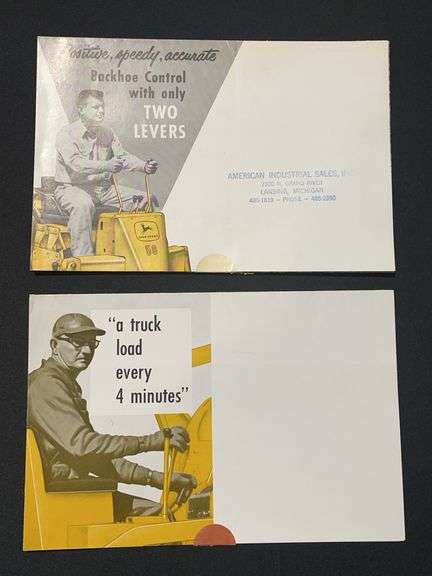 Positive, speedy, accurate
Backhoe Control
with only
TWO
LEVERS
AMERICAN INDUSTRIAL SALES,
LANSING, MICHIGAN
"a truck
load
every
4 minutes"